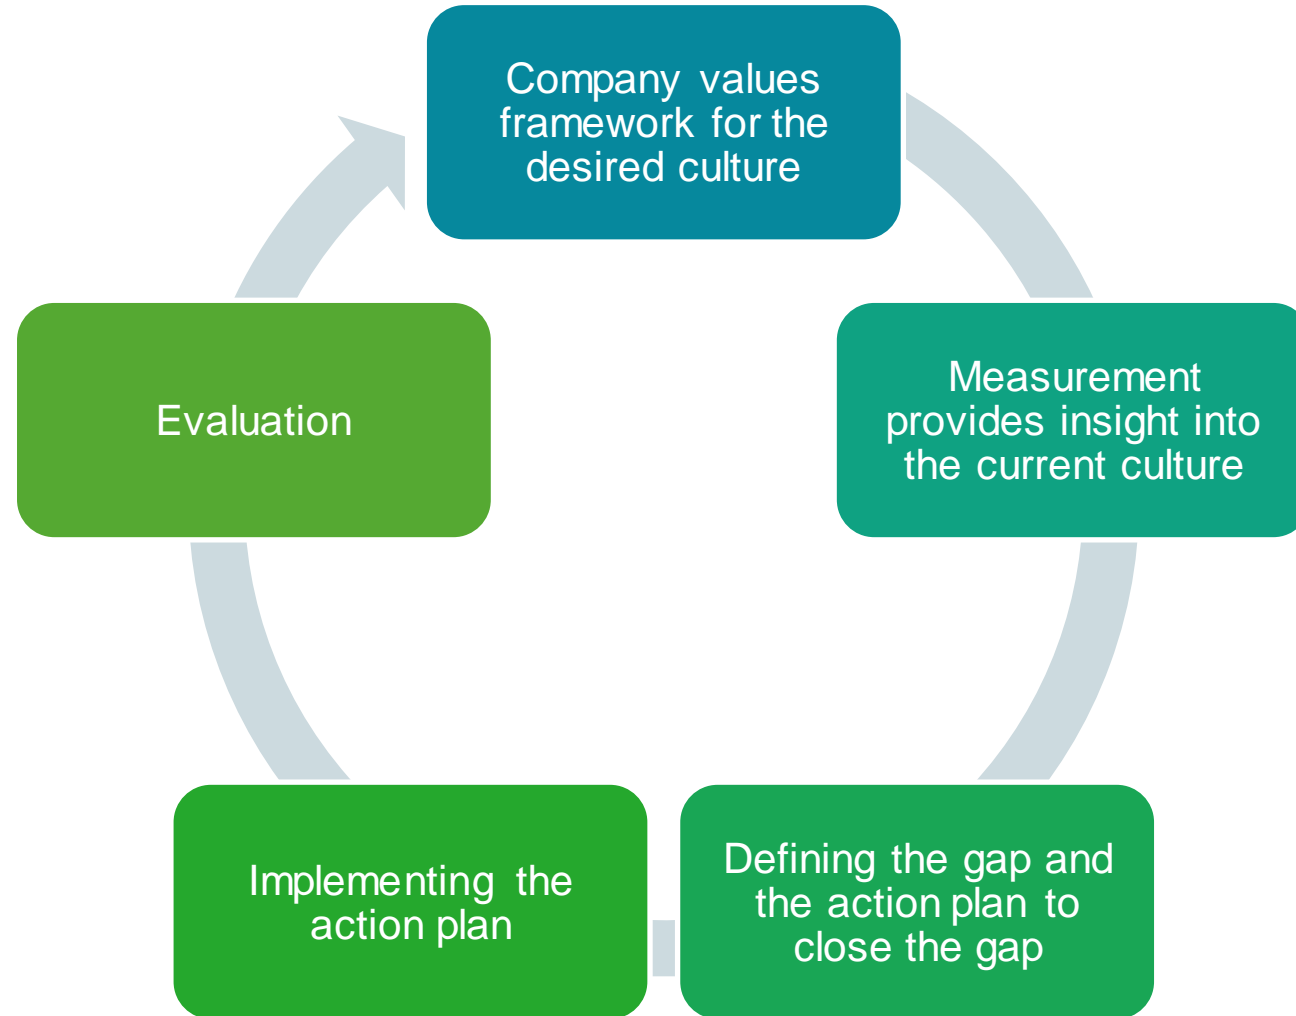 Company values
framework for the
desired culture
Measurement
provides insight into
the current culture
Defining the gap and
the action plan to
close the gap
Implementing the
action plan
Evaluation